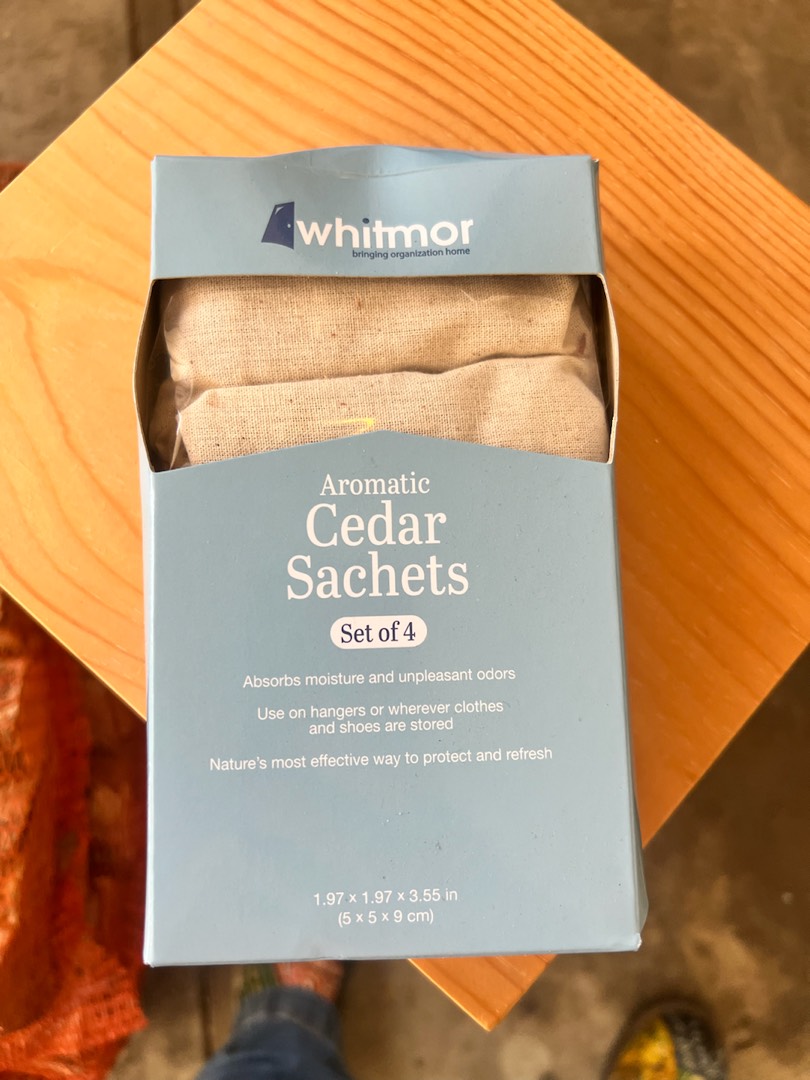 whitmor
bringing organization home
Aromatic
Cedar
Sachets
Set of 4
Absorbs moisture and unpleasant odors
Use on hangers or wherever clothes
and shoes are stored
Nature's most effective way to protect and refresh
1.97 x 1.97 x 3.55 in
(5 x 5 x 9 cm)